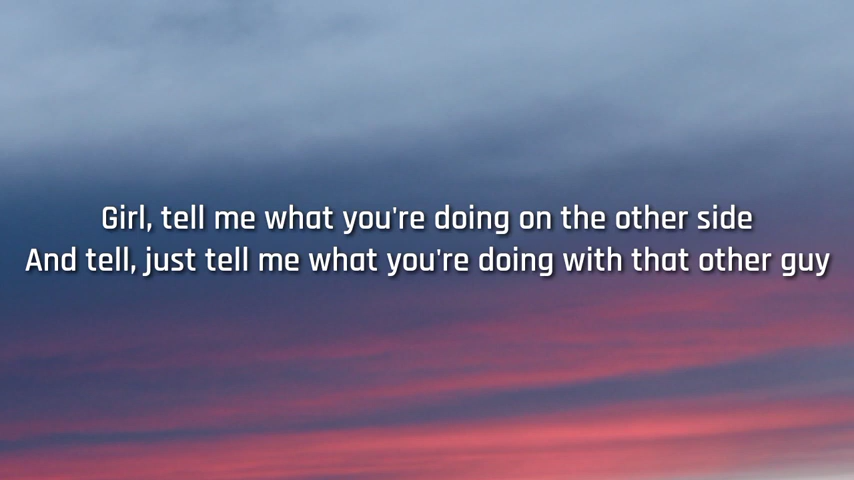 Girl, tell me what you're doing on the other side
And tell, just tell me what you're doing with that other guy